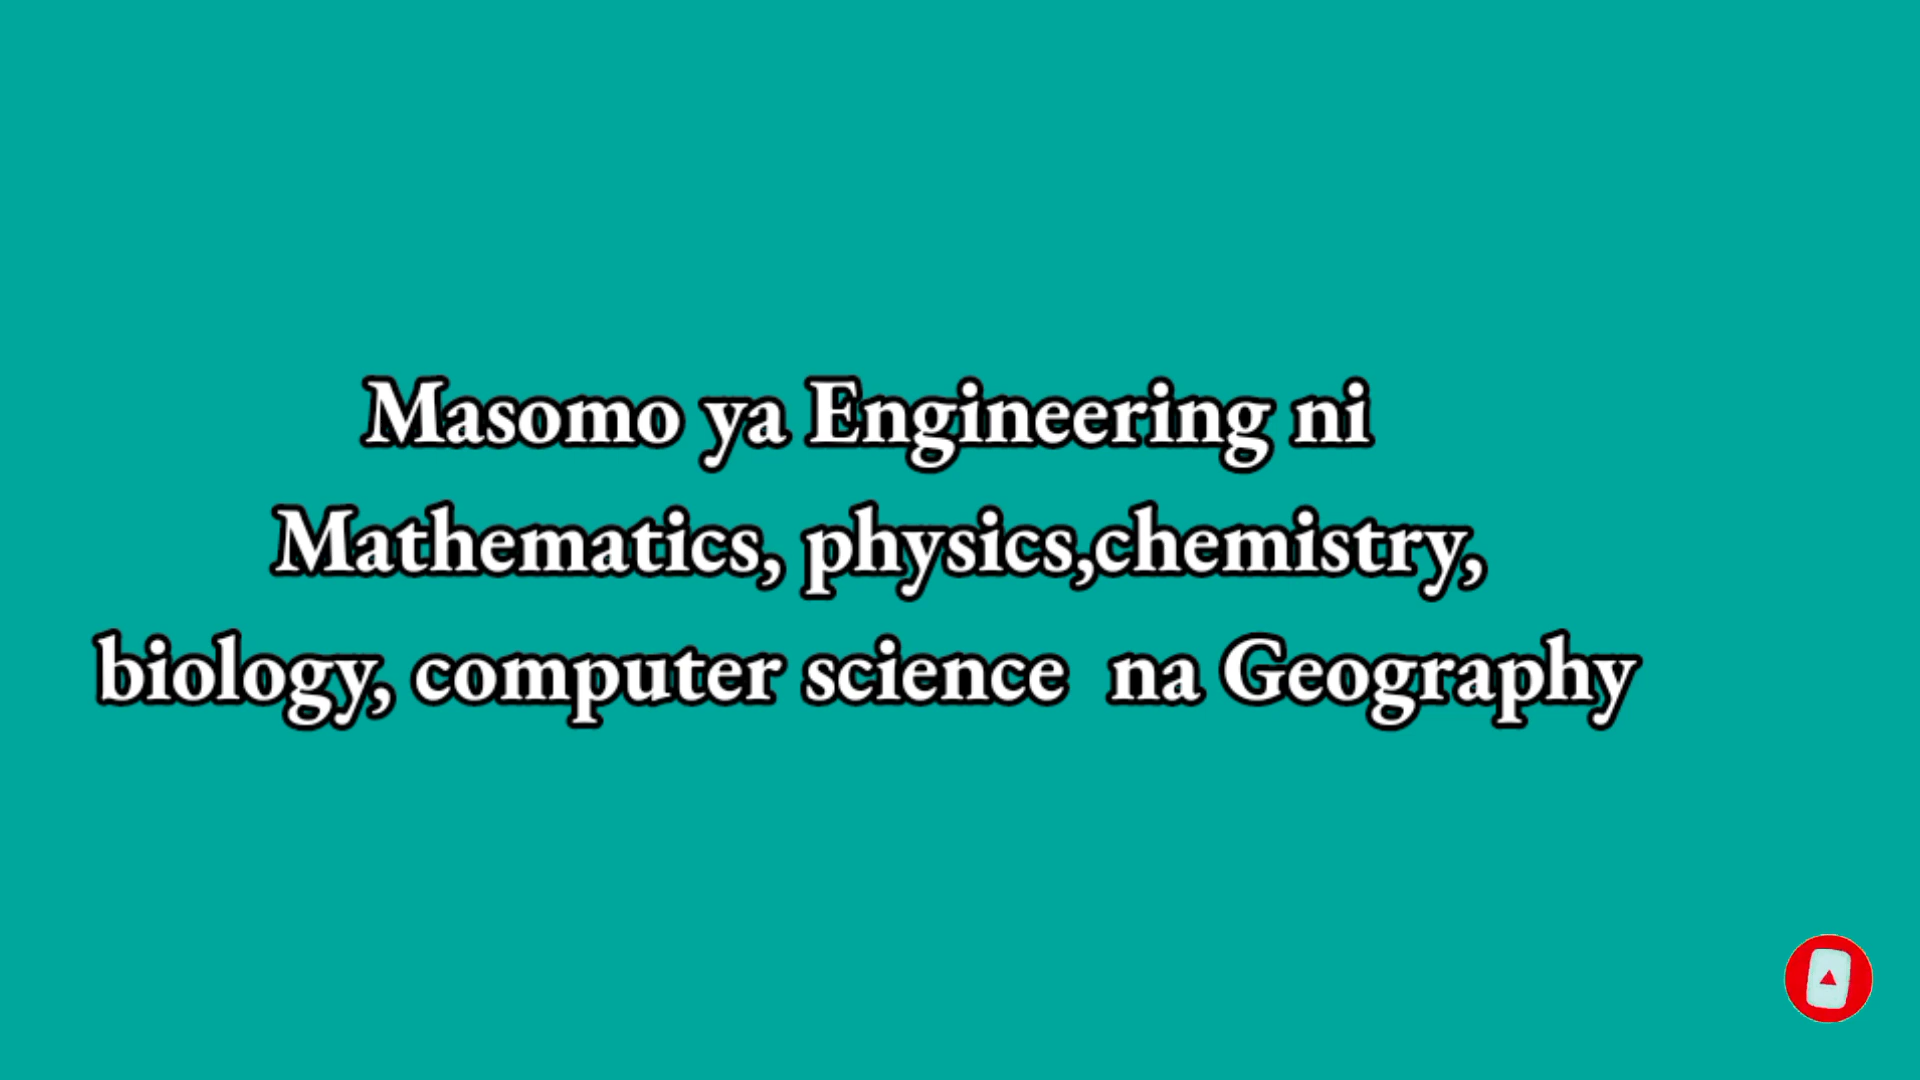 Masomo ya Engineering ni
Mathematics, physics,chemistry,
biology, computer science  na Geography